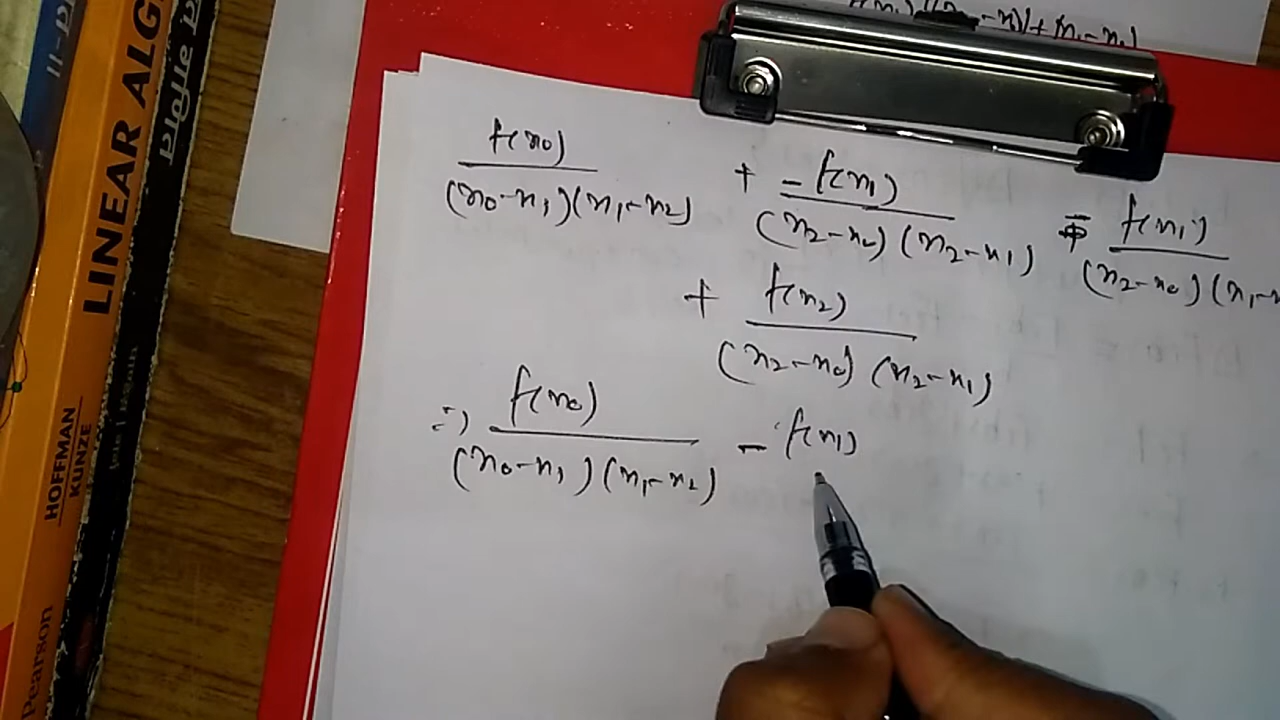 f(x₀)/(x₀-x₁)(x₁-x₂) + -f(x₁)/(x₂-x₀)(x₂-x₁) - f(x₁)/(x₂-x₀)(x₁-x
+ f(x₂)/(x₂-x₀)(x₂-x₁)
=) f(x₀)/(x₀-x₁)(x₁-x₂) - f(x₁)
LINEAR ALG
HOFFMAN
KUNZE
Pearson